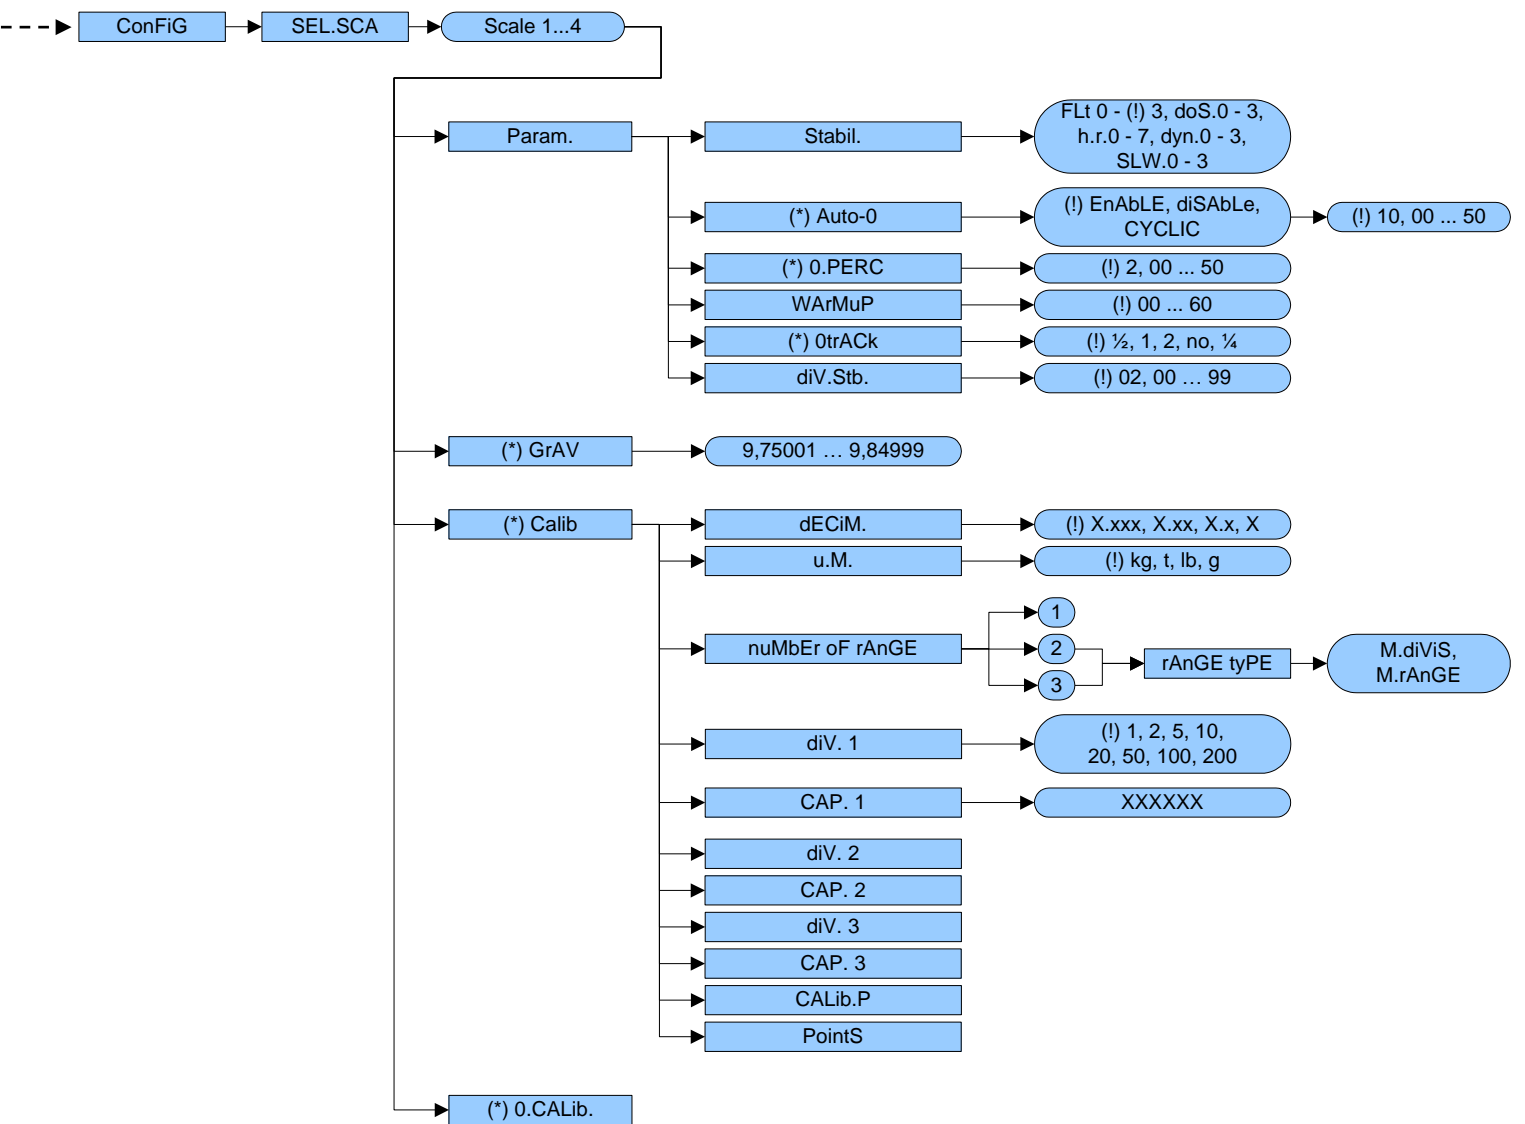 ConFiG
SEL.SCA
Scale 1...4
Param.
Stabil.
FLt 0 - (!) 3, doS.0 - 3,
h.r.0 - 7, dyn.0 - 3,
SLW.0 - 3
(*) Auto-0
(!) EnAbLE, diSAbLe,
CYCLIC
(!) 10, 00 ... 50
(*) 0.PERC
(!) 2, 00 ... 50
WArMuP
(!) 00 ... 60
(*) 0trACk
(!) ½, 1, 2, no, ¼
diV.Stb.
(!) 02, 00 … 99
(*) GrAV
9,75001 … 9,84999
(*) Calib
dECiM.
(!) X.xxx, X.xx, X.x, X
u.M.
(!) kg, t, lb, g
nuMbEr oF rAnGE
1
2
3
rAnGE tyPE
M.diViS,
M.rAnGE
diV. 1
(!) 1, 2, 5, 10,
20, 50, 100, 200
CAP. 1
XXXXXX
diV. 2
CAP. 2
diV. 3
CAP. 3
CALib.P
PointS
(*) 0.CALib.